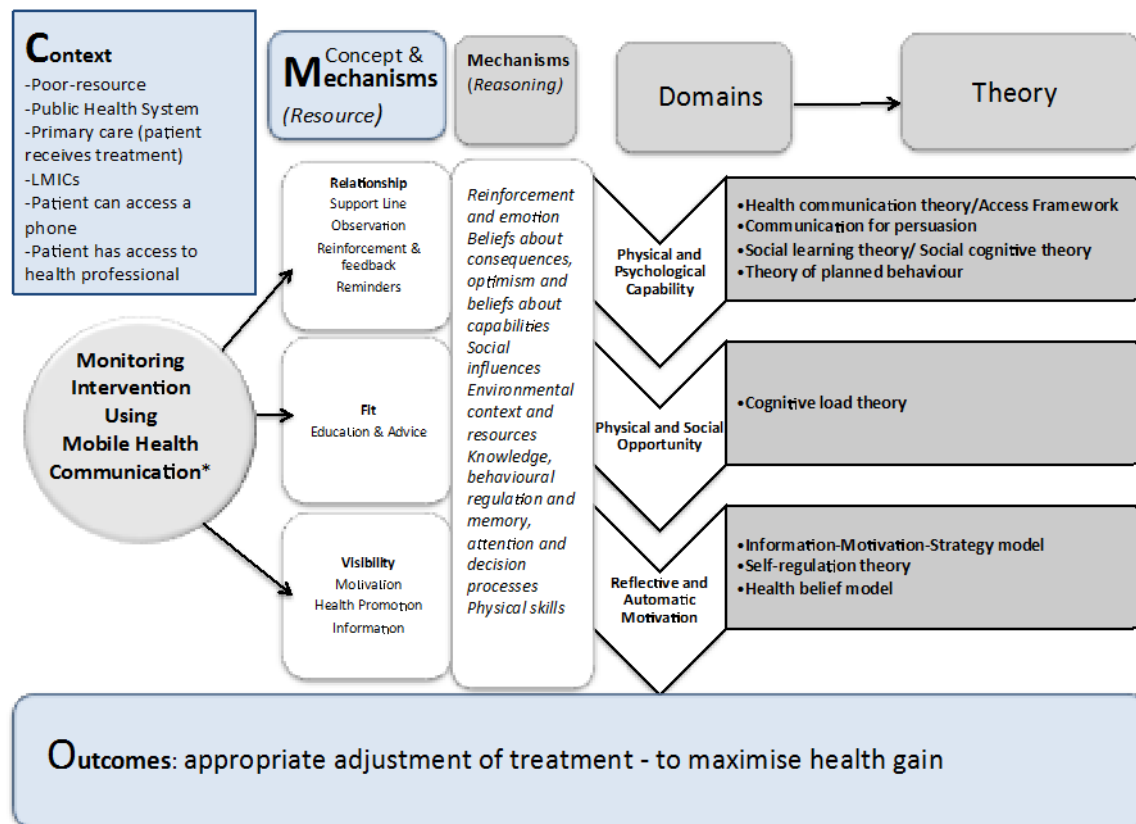 Context
-Poor-resource
-Public Health System
-Primary care (patient
receives treatment)
-LMICs
-Patient can access a
phone
-Patient has access to
health professional
Concept &
Mechanisms
(Resource)
Mechanisms
(Reasoning)
Domains
Theory
Monitoring
Intervention
Using
Mobile Health
Communication*
Relationship
Support Line
Observation
Reinforcement &
feedback
Reminders
Fit
Education & Advice
Visibility
Motivation
Health Promotion
Information
Reinforcement
and emotion
Beliefs about
consequences,
optimism and
beliefs about
capabilities
Social
influences
Environmental
context and
resources
Knowledge,
behavioural
regulation and
memory,
attention and
decision
processes
Physical skills
Physical and
Psychological
Capability
•Health communication theory/Access Framework
•Communication for persuasion
•Social learning theory/ Social cognitive theory
•Theory of planned behaviour
Physical and Social
Opportunity
•Cognitive load theory
Reflective and
Automatic
Motivation
•Information-Motivation-Strategy model
•Self-regulation theory
•Health belief model
Outcomes: appropriate adjustment of treatment - to maximise health gain